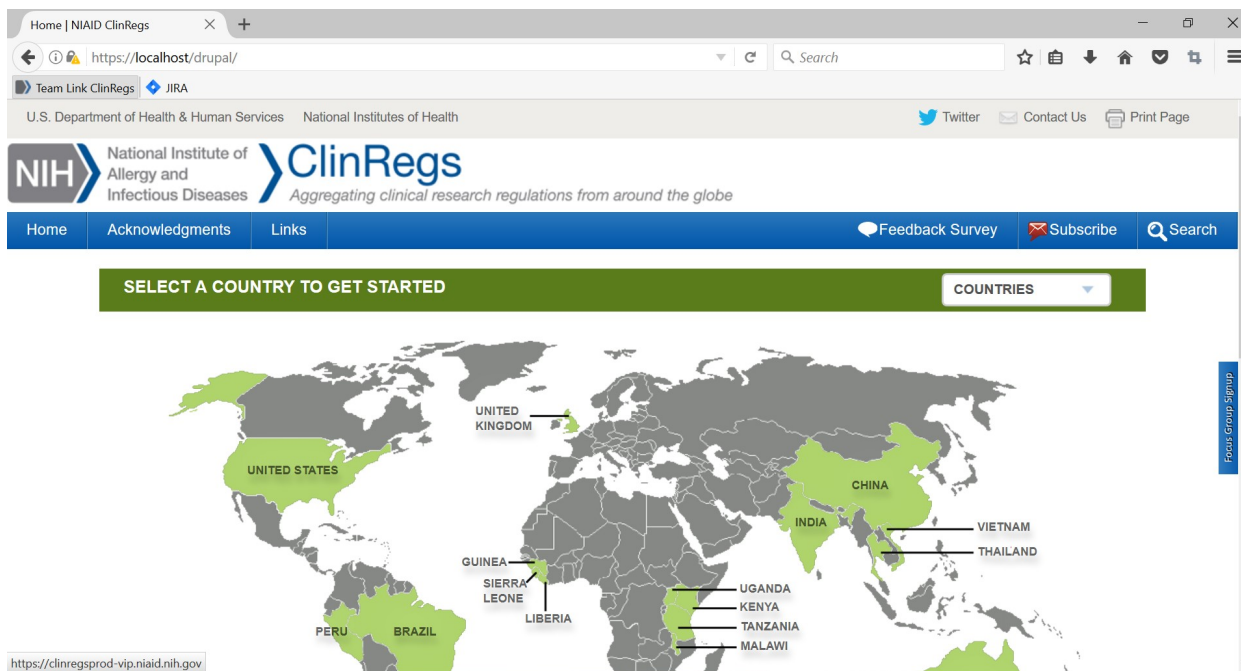 Home | NIAID ClinRegs
https://localhost/drupal/
Search
Team Link ClinRegs JIRA
U.S. Department of Health & Human Services National Institutes of Health Twitter Contact Us Print Page
NIH National Institute of
Allergy and
Infectious Diseases
ClinRegs
Aggregating clinical research regulations from around the globe
Home Acknowledgments Links Feedback Survey Subscribe Search
SELECT A COUNTRY TO GET STARTED COUNTRIES
UNITED
KINGDOM
UNITED STATES
CHINA
INDIA
VIETNAM
THAILAND
GUINEA
SIERRA
LEONE
LIBERIA
UGANDA
KENYA
TANZANIA
MALAWI
PERU
BRAZIL
Focus Group Signup
https://clinregsprod-vip.niaid.nih.gov